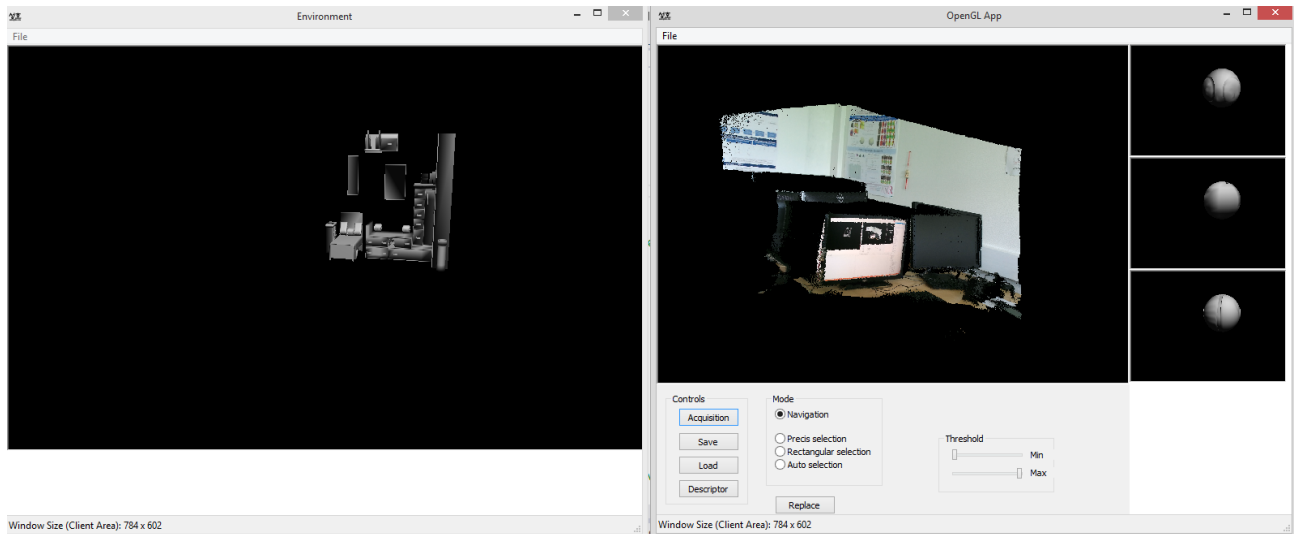 Environment
File
Window Size (Client Area): 784 x 602
OpenGL App
File
Controls
Acquisition
Save
Load
Descriptor
Mode
Navigation
Precis selection
Rectangular selection
Auto selection
Replace
Threshold
Min
Max
Window Size (Client Area): 784 x 602